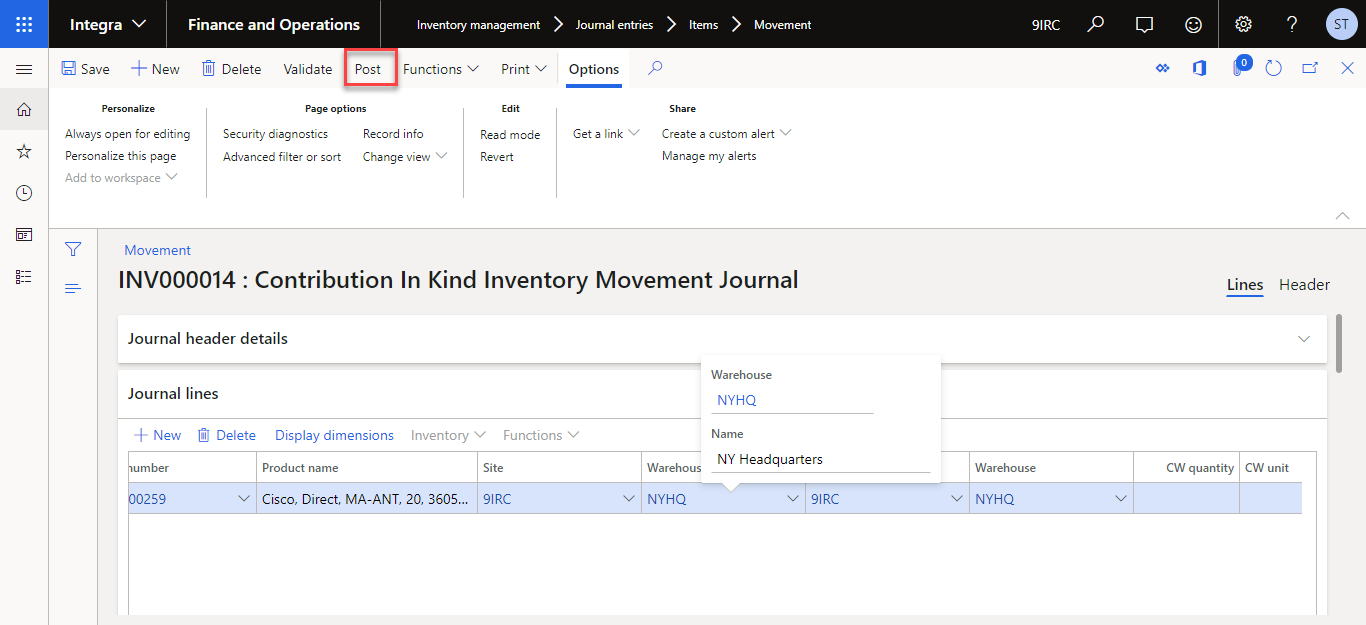 Integra Finance and Operations Inventory management Journal entries Items Movement 9IRC ? ST
Save New Delete Validate Post Functions Print Options 0
Personalize Page options Edit Share
Always open for editing Security diagnostics Record info Read mode Get a link Create a custom alert
Personalize this page Advanced filter or sort Change view Revert Manage my alerts
Add to workspace
Movement
INV000014 : Contribution In Kind Inventory Movement Journal
Lines Header
Journal header details
Warehouse
Journal lines
NYHQ
Name
New Delete Display dimensions Inventory Functions
NY Headquarters
number Product name Site Warehous Warehouse CW quantity CW unit
00259 Cisco, Direct, MA-ANT, 20, 3605... 9IRC NYHQ 9IRC NYHQ